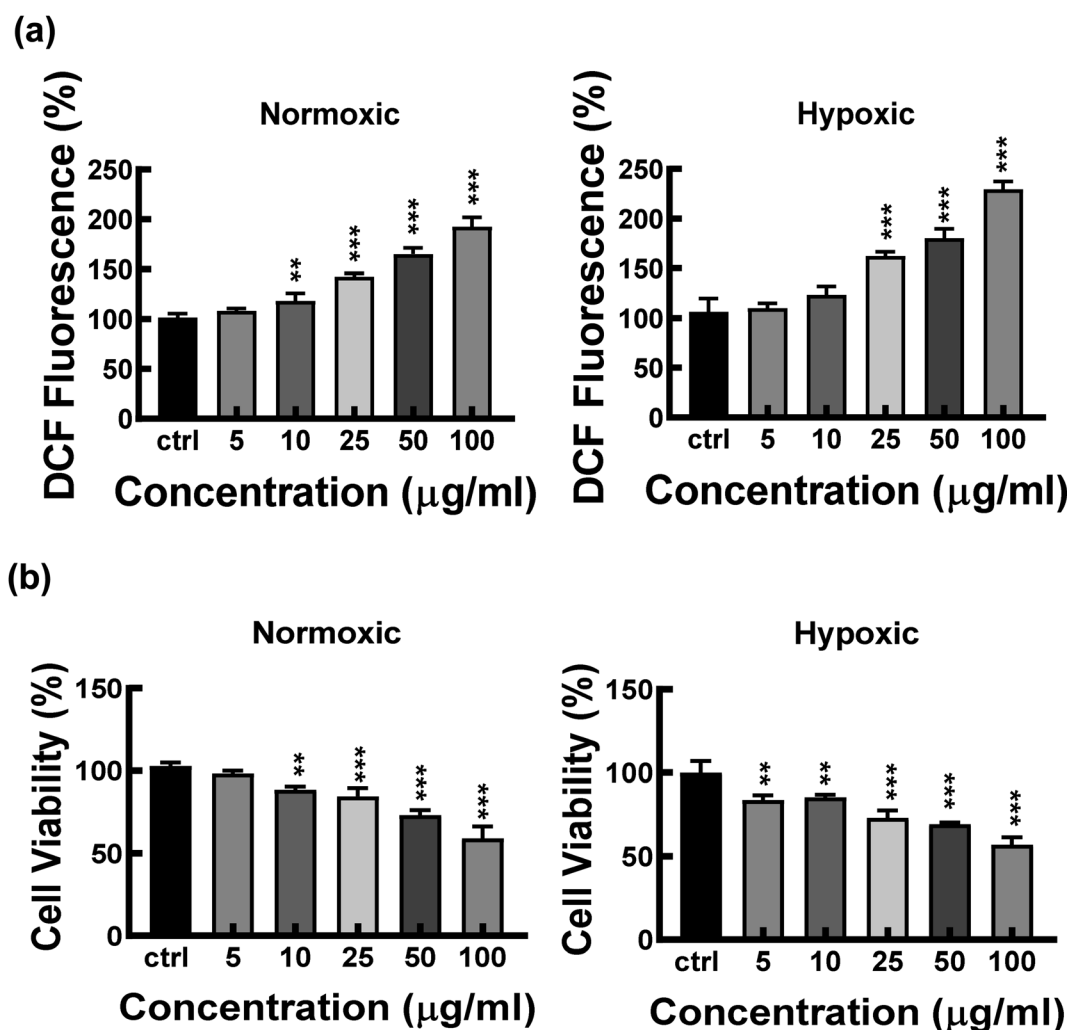 (a)
Normoxic
DCF Fluorescence (%)
250
200
150
100
50
0
**
***
***
***
ctrl 5 10 25 50 100
Concentration (μg/ml)
Hypoxic
DCF Fluorescence (%)
250
200
150
100
50
0
***
***
***
ctrl 5 10 25 50 100
Concentration (μg/ml)
(b)
Normoxic
Cell Viability (%)
150
100
50
0
**
***
***
***
ctrl 5 10 25 50 100
Concentration (μg/ml)
Hypoxic
Cell Viability (%)
150
100
50
0
**
**
***
***
***
ctrl 5 10 25 50 100
Concentration (μg/ml)